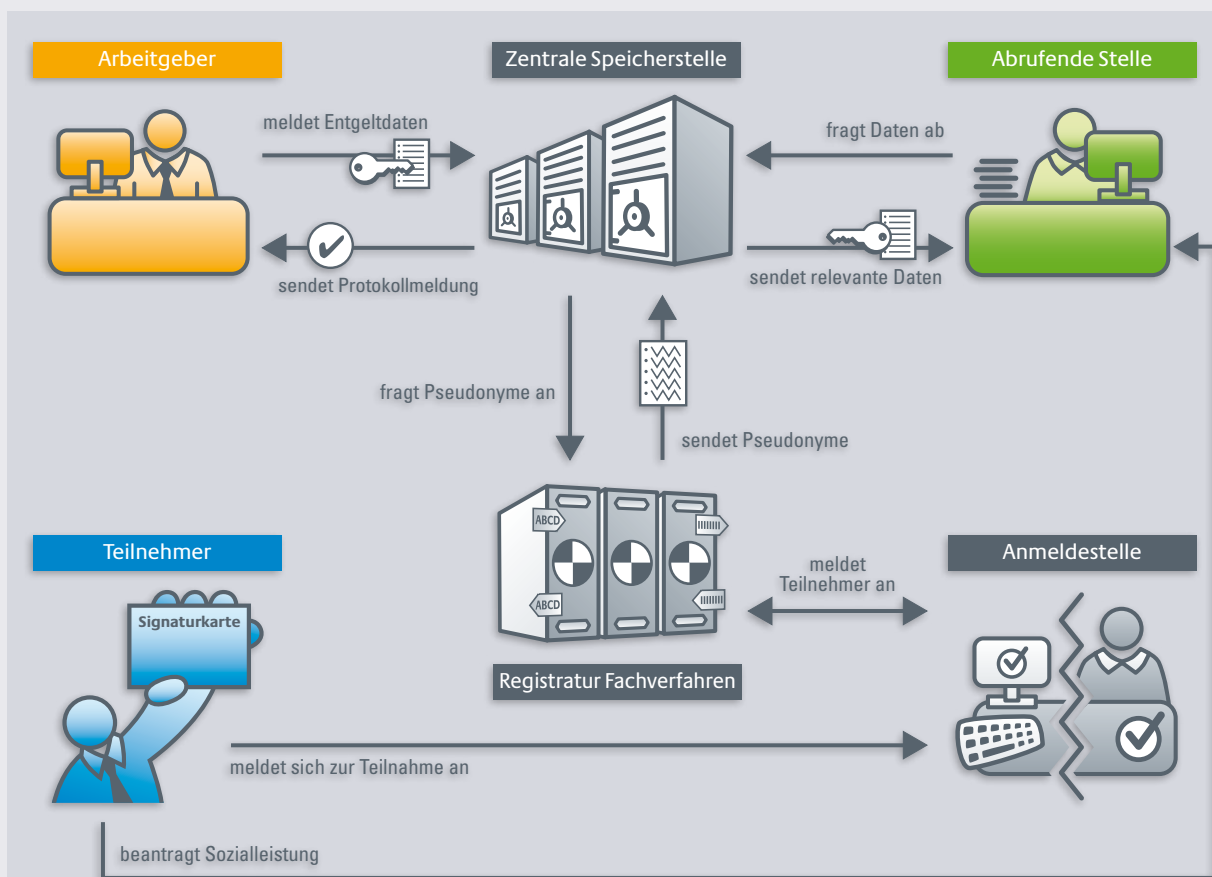 Arbeitgeber
Zentrale Speicherstelle
Abrufende Stelle
meldet Entgeltdaten
fragt Daten ab
sendet Protokollmeldung
sendet relevante Daten
fragt Pseudonyme an
sendet Pseudonyme
ABCD
ABCD
Teilnehmer
Signaturkarte
meldet
Teilnehmer an
Anmeldestelle
Registratur Fachverfahren
meldet sich zur Teilnahme an
beantragt Sozialleistung